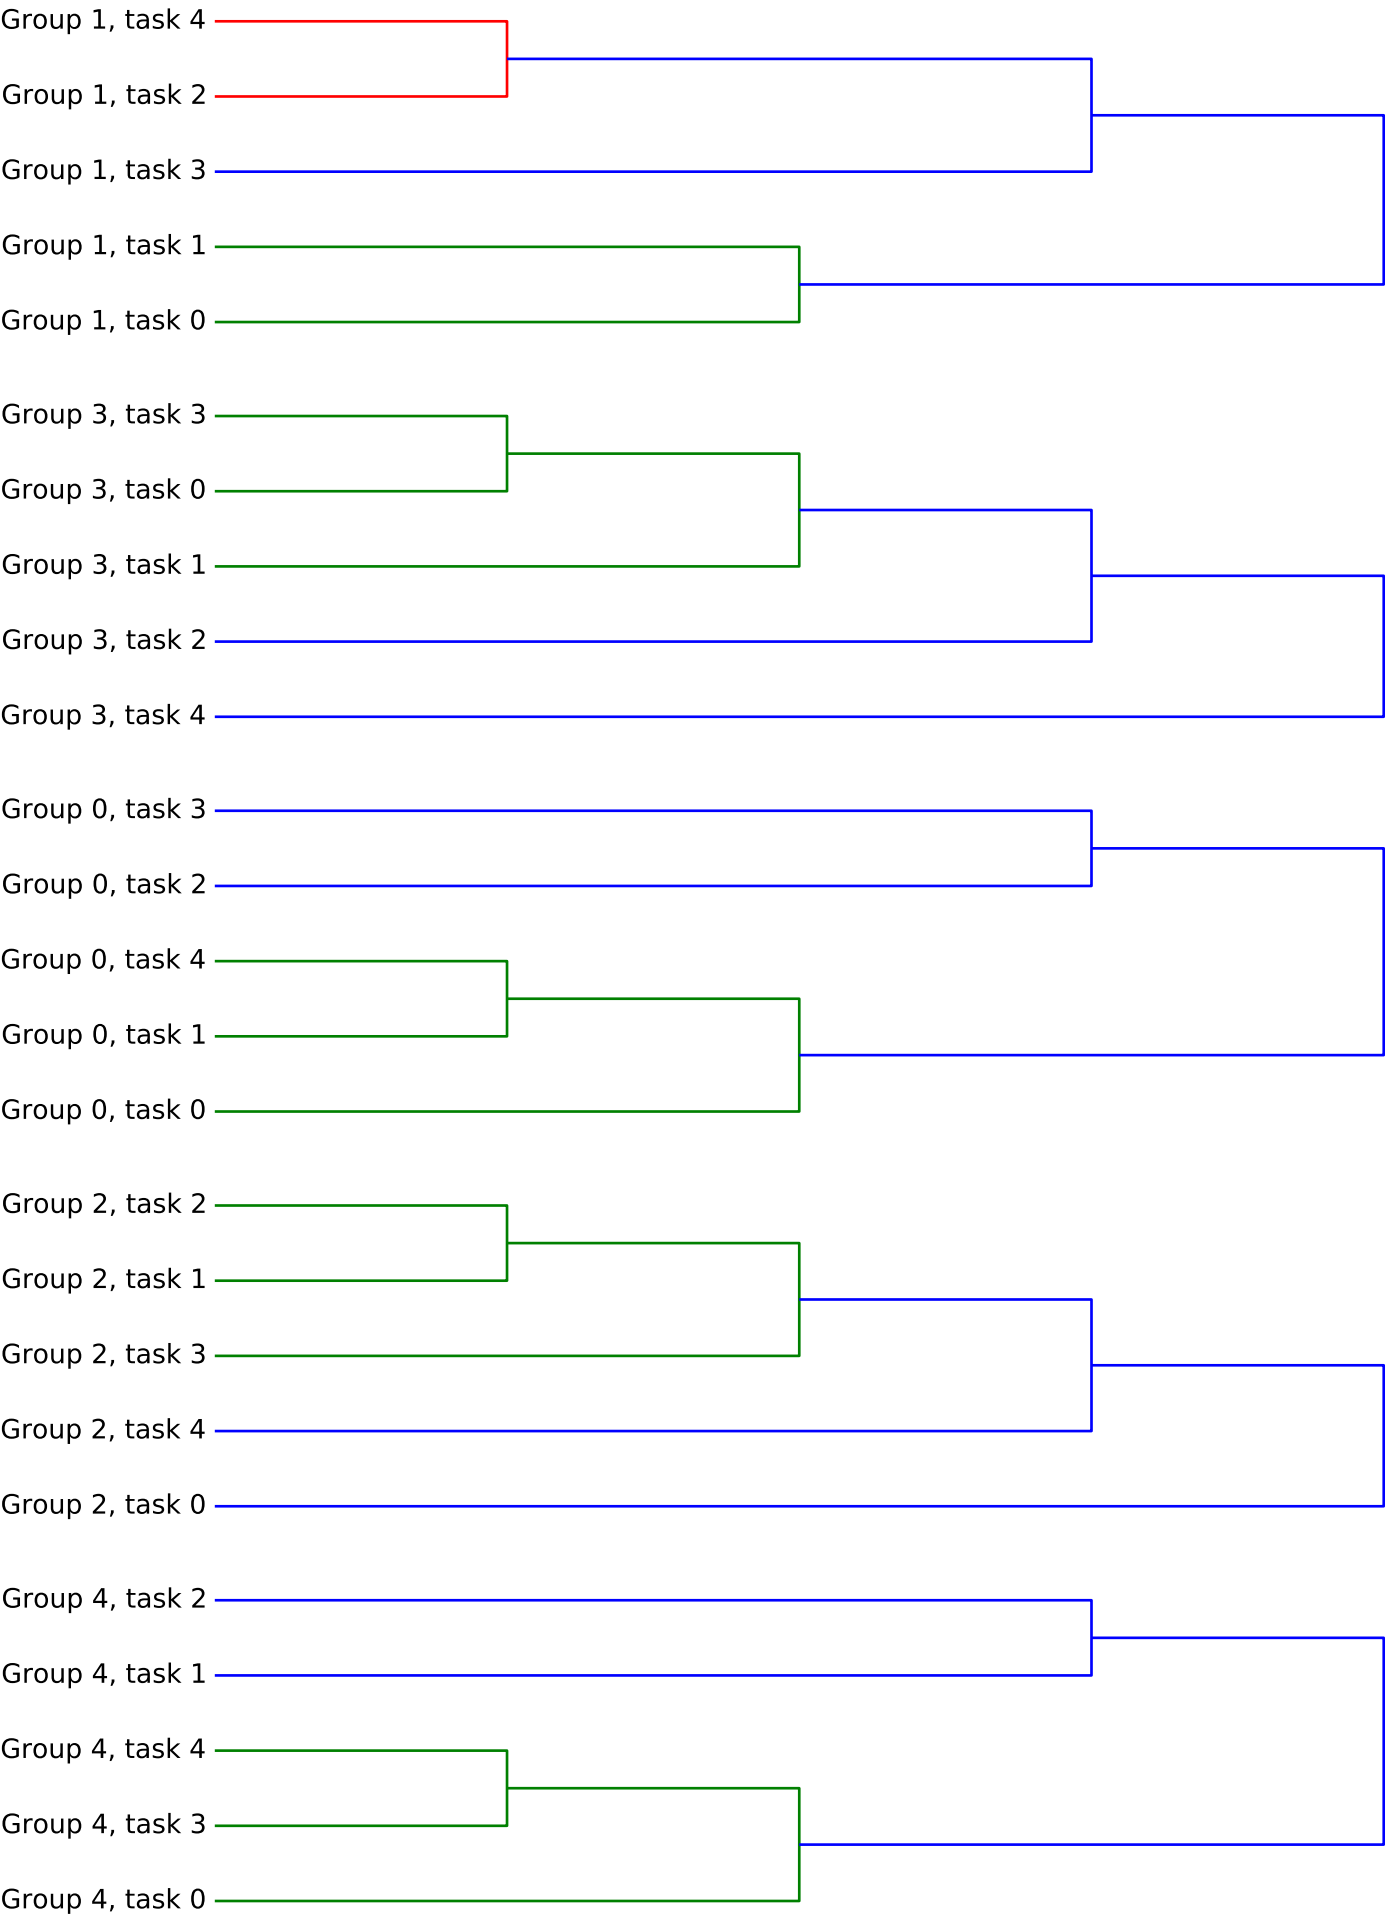 Group 1, task 4
Group 1, task 2
Group 1, task 3
Group 1, task 1
Group 1, task 0
Group 3, task 3
Group 3, task 0
Group 3, task 1
Group 3, task 2
Group 3, task 4
Group 0, task 3
Group 0, task 2
Group 0, task 4
Group 0, task 1
Group 0, task 0
Group 2, task 2
Group 2, task 1
Group 2, task 3
Group 2, task 4
Group 2, task 0
Group 4, task 2
Group 4, task 1
Group 4, task 4
Group 4, task 3
Group 4, task 0